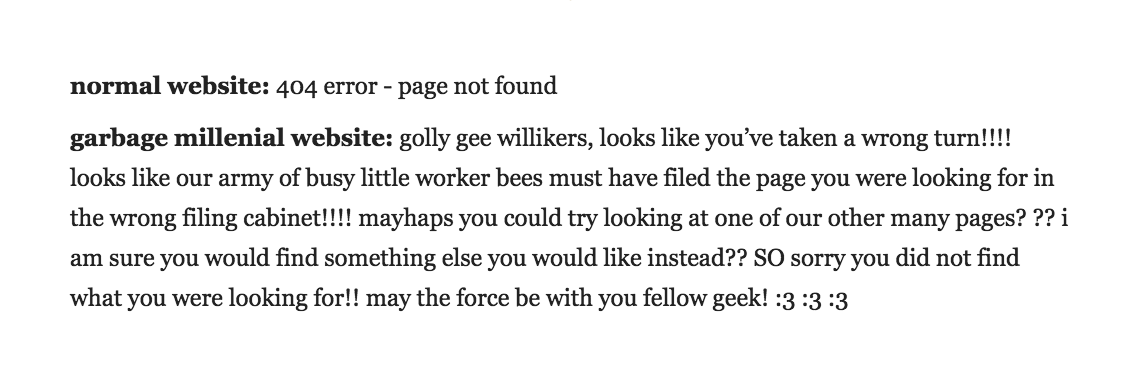 normal website: 404 error - page not found
garbage millenial website: golly gee willikers, looks like you’ve taken a wrong turn!!!!
looks like our army of busy little worker bees must have filed the page you were looking for in
the wrong filing cabinet!!!! mayhaps you could try looking at one of our other many pages? ?? i
am sure you would find something else you would like instead?? SO sorry you did not find
what you were looking for!! may the force be with you fellow geek! :3 :3 :3